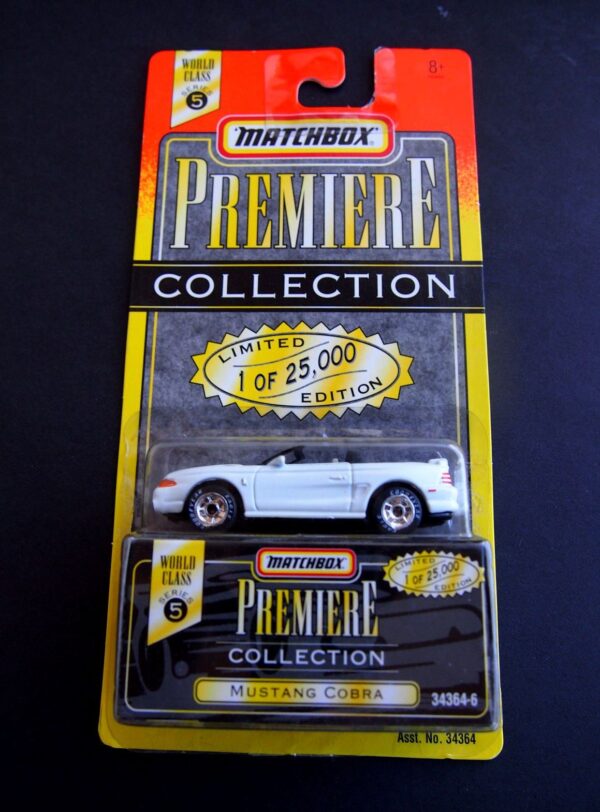 WORLD
CLASS
SERIES
5
8+
MATCHBOX
PREMIERE
COLLECTION
LIMITED
1 OF 25,000
EDITION
WORLD
CLASS
SERIES
5
MATCHBOX
LIMITED
1 OF 25,000
EDITION
PREMIERE
COLLECTION
MUSTANG COBRA
34364-6
Asst. No. 34364